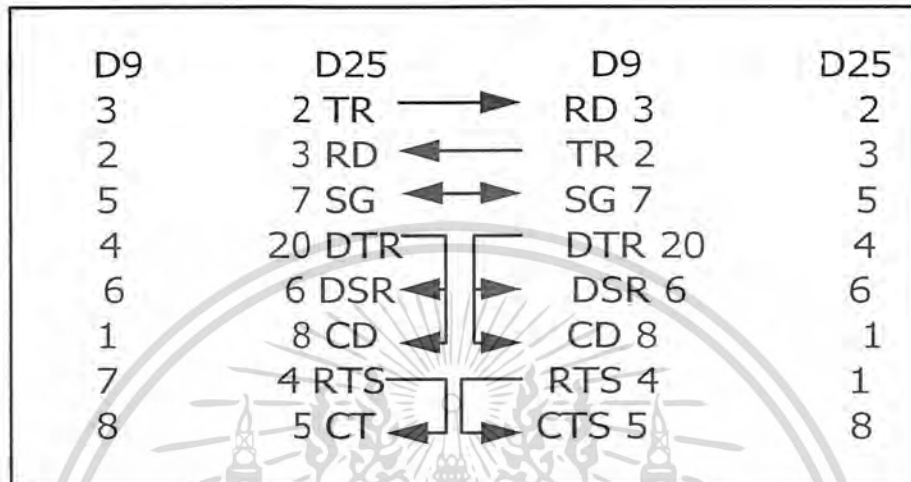 D9 D25 D9 D25
3 2 TR RD 3 2
2 3 RD TR 2 3
5 7 SG SG 7 5
4 20 DTR DTR 20 4
6 6 DSR DSR 6 6
1 8 CD CD 8 1
7 4 RTS RTS 4 1
8 5 CT CTS 5 8